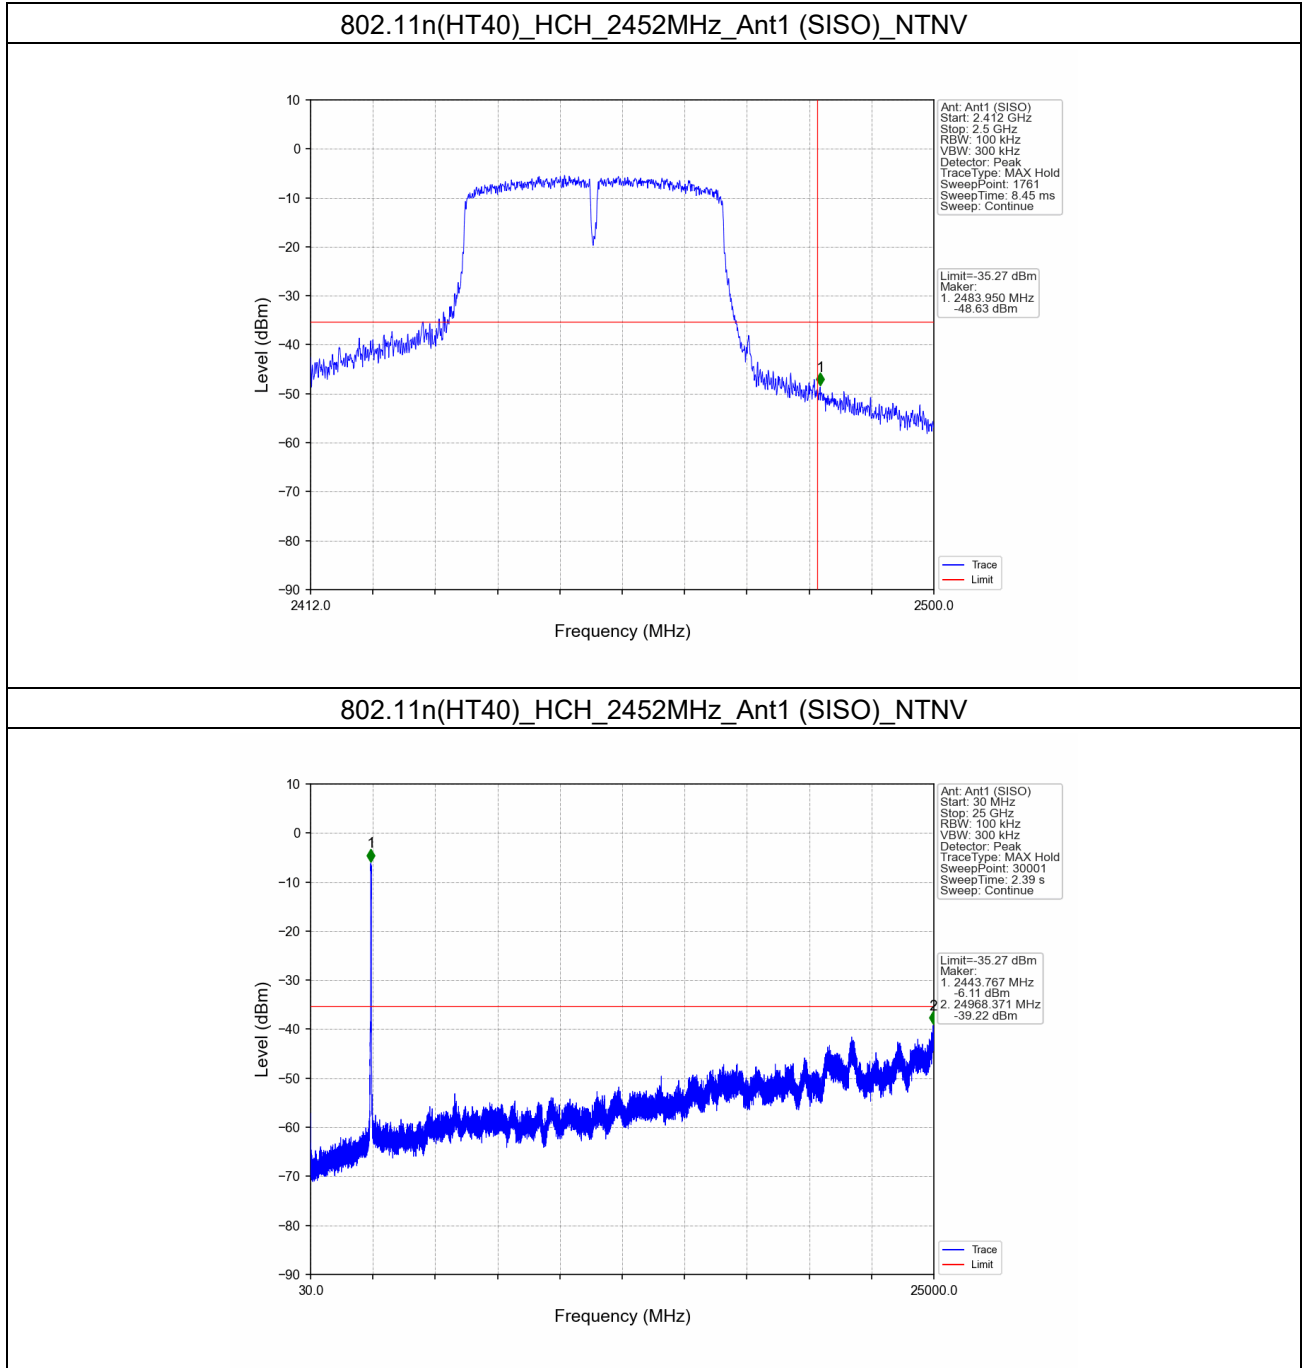 802.11n(HT40)_HCH_2452MHz_Ant1 (SISO)_NTNV
10
0
−10
−20
−30
−40
−50
−60
−70
−80
−90
Level (dBm)
2412.0
2500.0
Frequency (MHz)
1
Ant: Ant1 (SISO)
Start: 2.412 GHz
Stop: 2.5 GHz
RBW: 100 kHz
VBW: 300 kHz
Detector: Peak
TraceType: MAX Hold
SweepPoint: 1761
SweepTime: 8.45 ms
Sweep: Continue
Limit=-35.27 dBm
Maker:
1. 2483.950 MHz
-48.63 dBm
Trace
Limit
802.11n(HT40)_HCH_2452MHz_Ant1 (SISO)_NTNV
10
0
−10
−20
−30
−40
−50
−60
−70
−80
−90
Level (dBm)
30.0
25000.0
Frequency (MHz)
1
2
Ant: Ant1 (SISO)
Start: 30 MHz
Stop: 25 GHz
RBW: 100 kHz
VBW: 300 kHz
Detector: Peak
TraceType: MAX Hold
SweepPoint: 30001
SweepTime: 2.39 s
Sweep: Continue
Limit=-35.27 dBm
Maker:
1. 2443.767 MHz
-6.11 dBm
2. 24968.371 MHz
-39.22 dBm
Trace
Limit